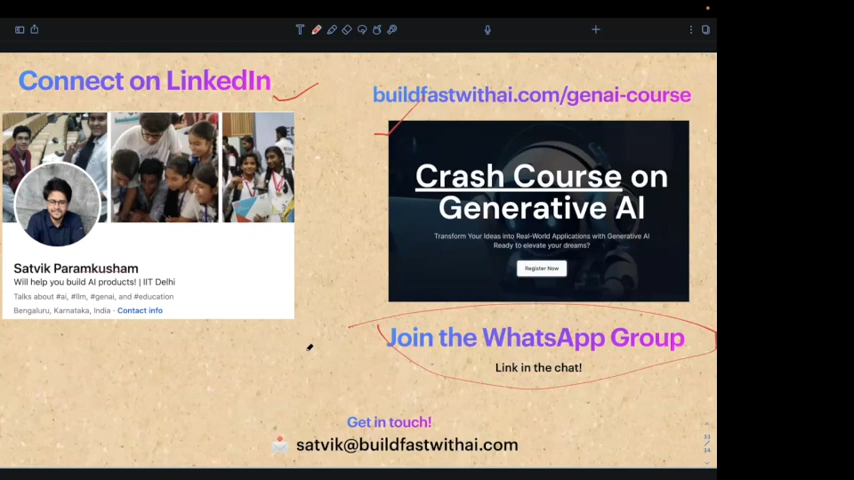 Connect on LinkedIn
Satvik Paramkusham
Will help you build AI products! | IIT Delhi
Talks about #ai, #llm, #genai, and #education
Bengaluru, Karnataka, India · Contact info
buildfastwithai.com/genai-course
Crash Course on
Generative AI
Transform Your Ideas into Real-World Applications with Generative AI
Ready to elevate your dreams?
Register Now
Join the WhatsApp Group
Link in the chat!
Get in touch!
satvik@buildfastwithai.com
33
/
34